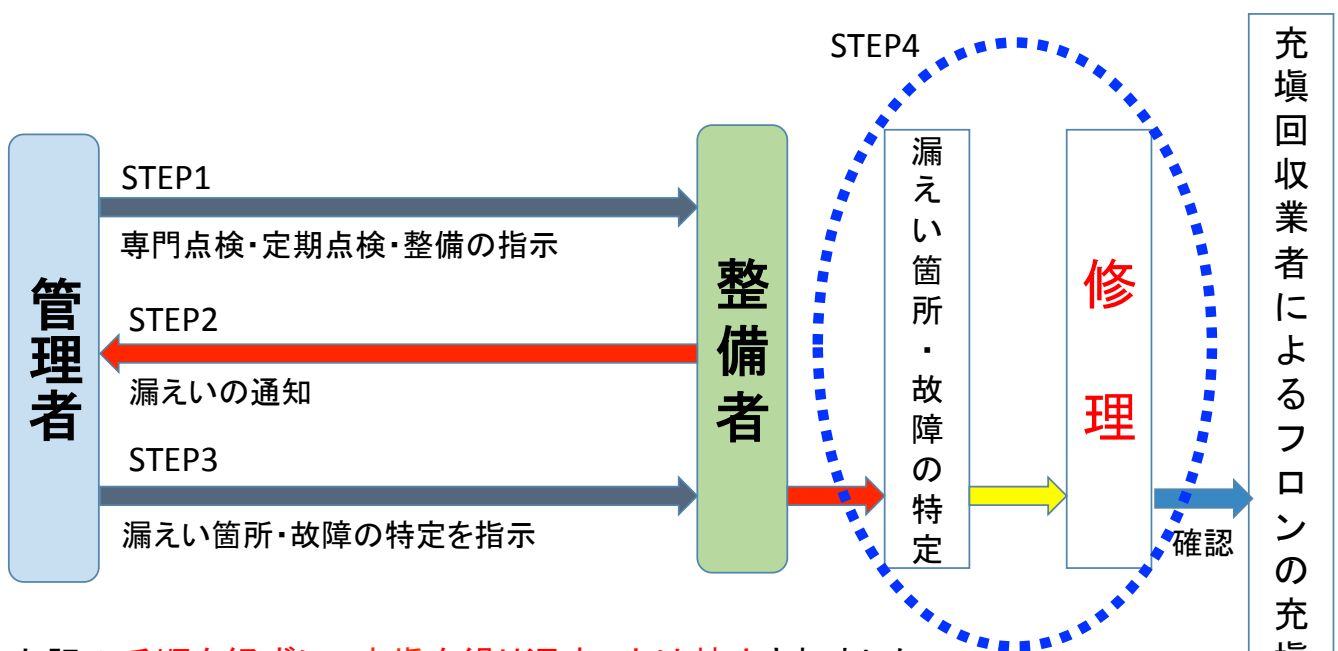 STEP4
STEP1
専門点検・定期点検・整備の指示
STEP2
漏えいの通知
STEP3
漏えい箇所・故障の特定を指示
管理者
整備者
漏えい箇所・故障の特定
修理
確認
充塡回収業者によるフロンの充